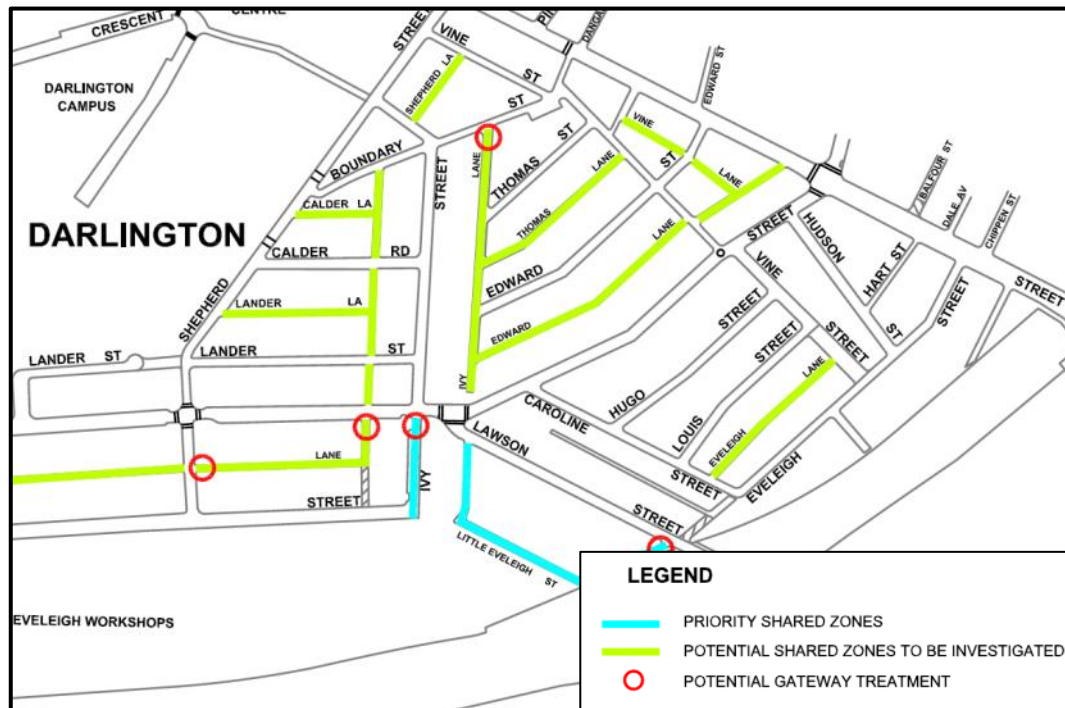 CRESCENT
CENTRE
STREET
VINE
ST
DANGAR
EDWARD ST
DARLINGTON
CAMPUS
SHEPHERD LA
ST
BOUNDARY
STREET
LANE
THOMAS
ST
VINE
ST
LANE
BALFOUR ST
DALE AV
CHIPPEN ST
DARLINGTON
CALDER LA
CALDER RD
THOMAS LANE
EDWARD
LANE
STREET
HUDSON
ST
HART ST
STREET
STREET
VINE
STREET
SHEPHERD
LANDER LA
LANDER ST
LANDER ST
EDWARD
IVY
HUGO
STREET
LOUIS
STREET
CAROLINE
STREET
EVELEIGH LANE
EVELEIGH
LAWSON
STREET
LANE
STREET
IVY
LITTLE EVELEIGH ST
EVELEIGH WORKSHOPS
LEGEND
PRIORITY SHARED ZONES
POTENTIAL SHARED ZONES TO BE INVESTIGATED
POTENTIAL GATEWAY TREATMENT